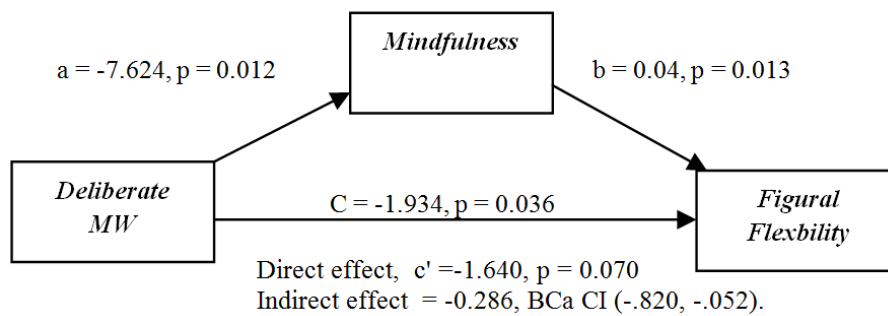 Mindfulness
a = -7.624, p = 0.012
b = 0.04, p = 0.013
Deliberate
MW
C = -1.934, p = 0.036
Figural
Flexbility
Direct effect, c' =-1.640, p = 0.070
Indirect effect = -0.286, BCa CI (-.820, -.052).